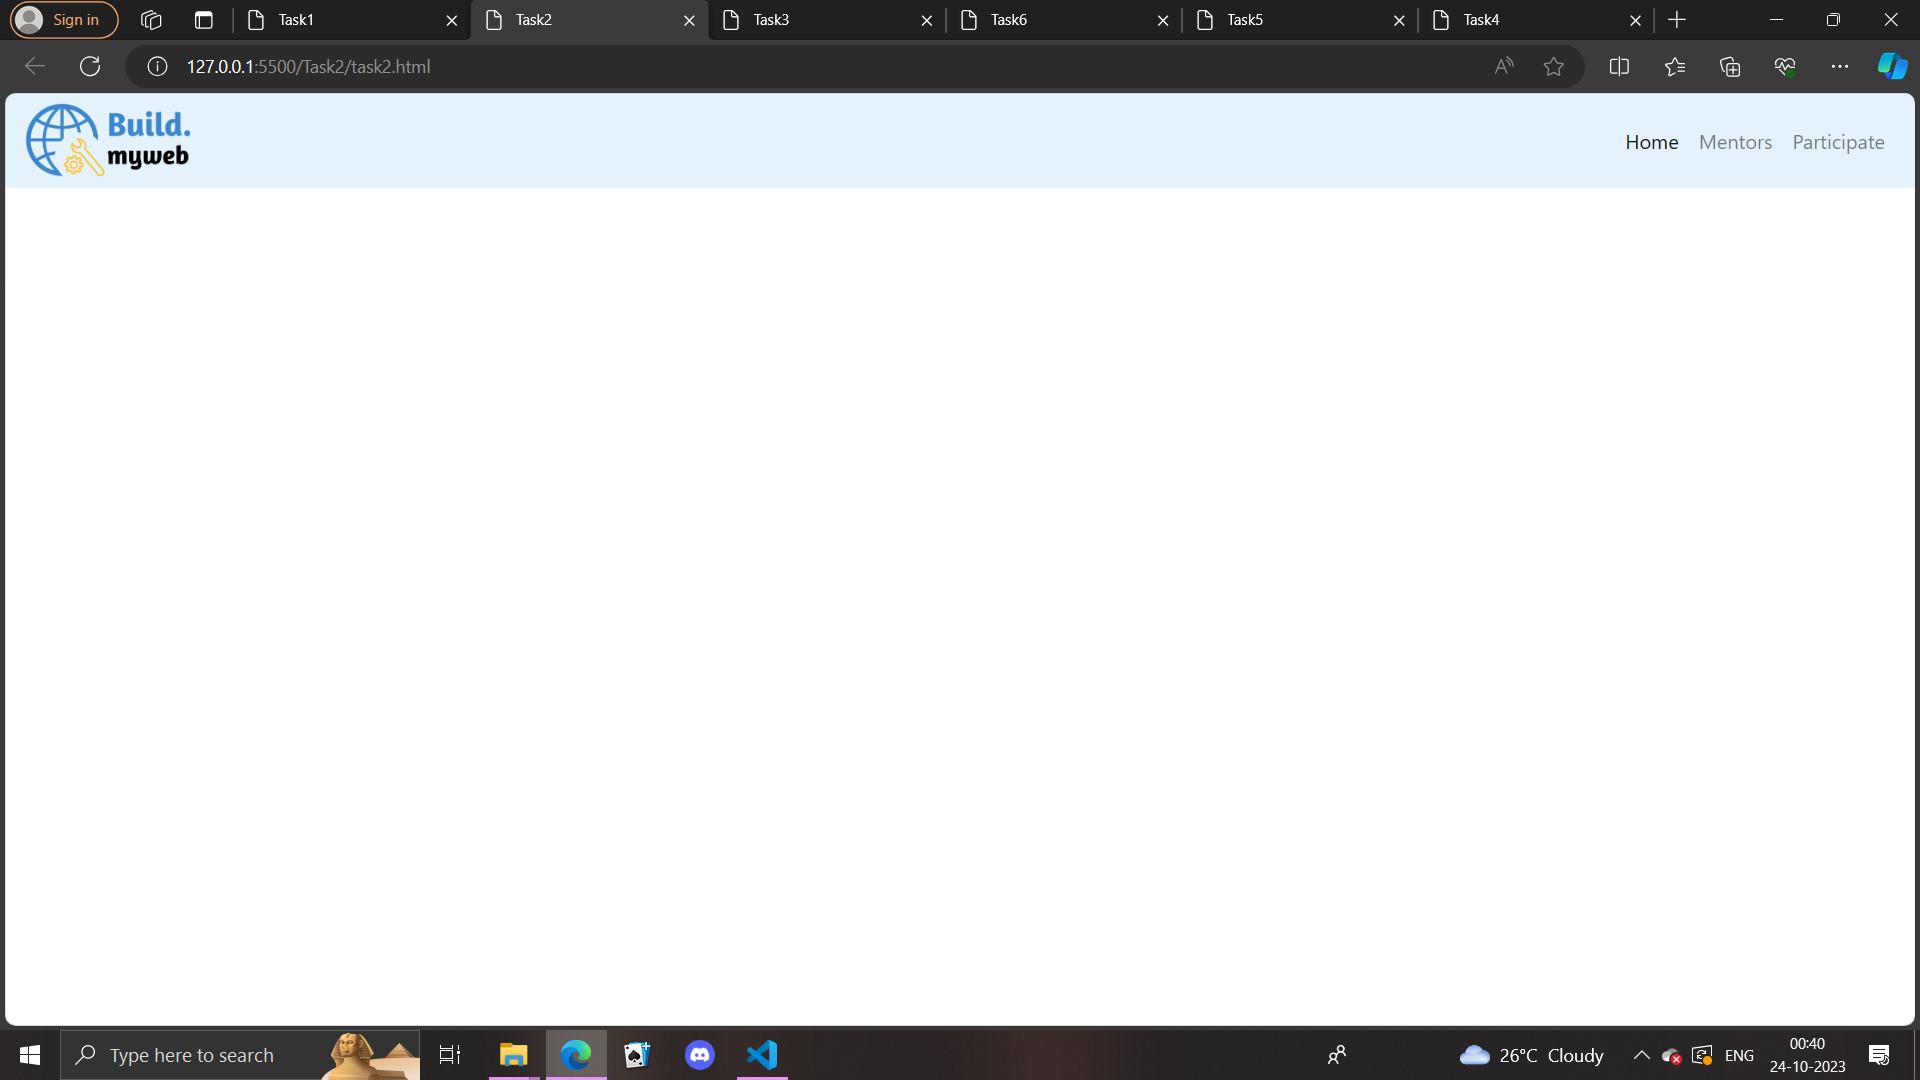 Sign in
Task1
Task2
Task3
Task6
Task5
Task4
127.0.0.1:5500/Task2/task2.html
Build.
myweb
Home
Mentors
Participate
Type here to search
26°C Cloudy
ENG
00:40
24-10-2023